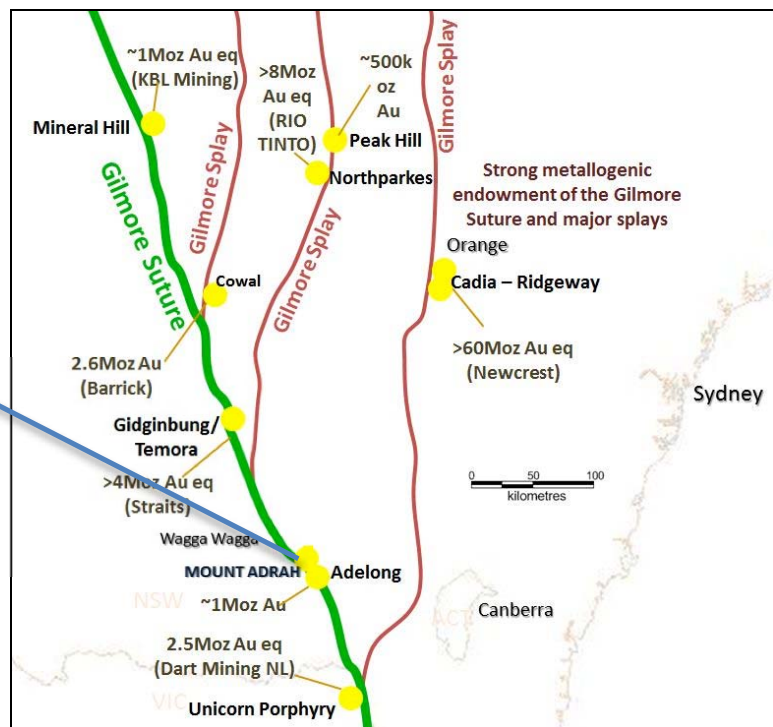 ~1Moz Au eq
(KBL Mining)
Mineral Hill
>8Moz
Au eq
(RIO
TINTO)
~500k
oz
Au
Peak Hill
Northparkes
Gilmore Splay
Gilmore Splay
Gilmore Splay
Gilmore Suture
Strong metallogenic
endowment of the Gilmore
Suture and major splays
Orange
Cadia – Ridgeway
>60Moz Au eq
(Newcrest)
Cowal
2.6Moz Au
(Barrick)
Sydney
Gidginbung/
Temora
>4Moz Au eq
(Straits)
0 50 100
kilometres
Wagga Wagga
MOUNT ADRAH
Adelong
NSW
~1Moz Au
ACT
Canberra
2.5Moz Au eq
(Dart Mining NL)
VIC
Unicorn Porphyry